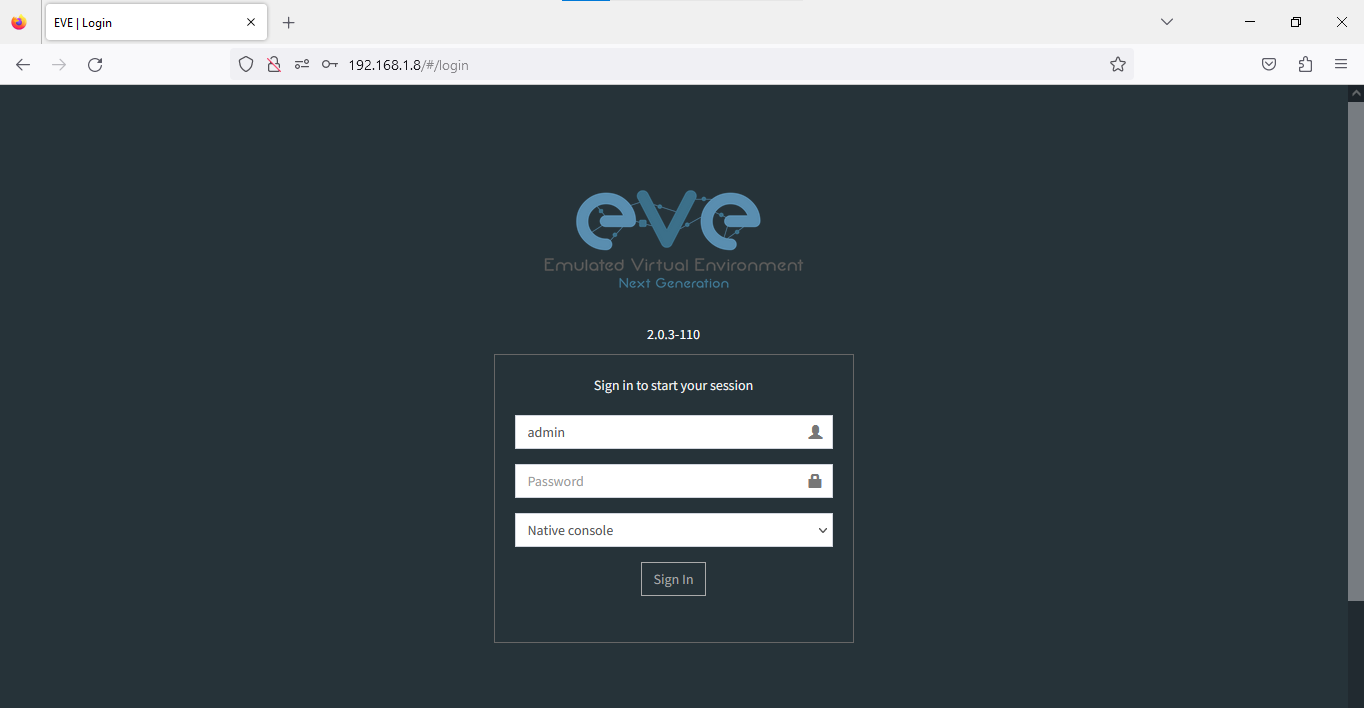 EVE | Login
192.168.1.8/#/login
eve
Emulated Virtual Environment
Next Generation
2.0.3-110
Sign in to start your session
admin
Password
Native console
Sign In